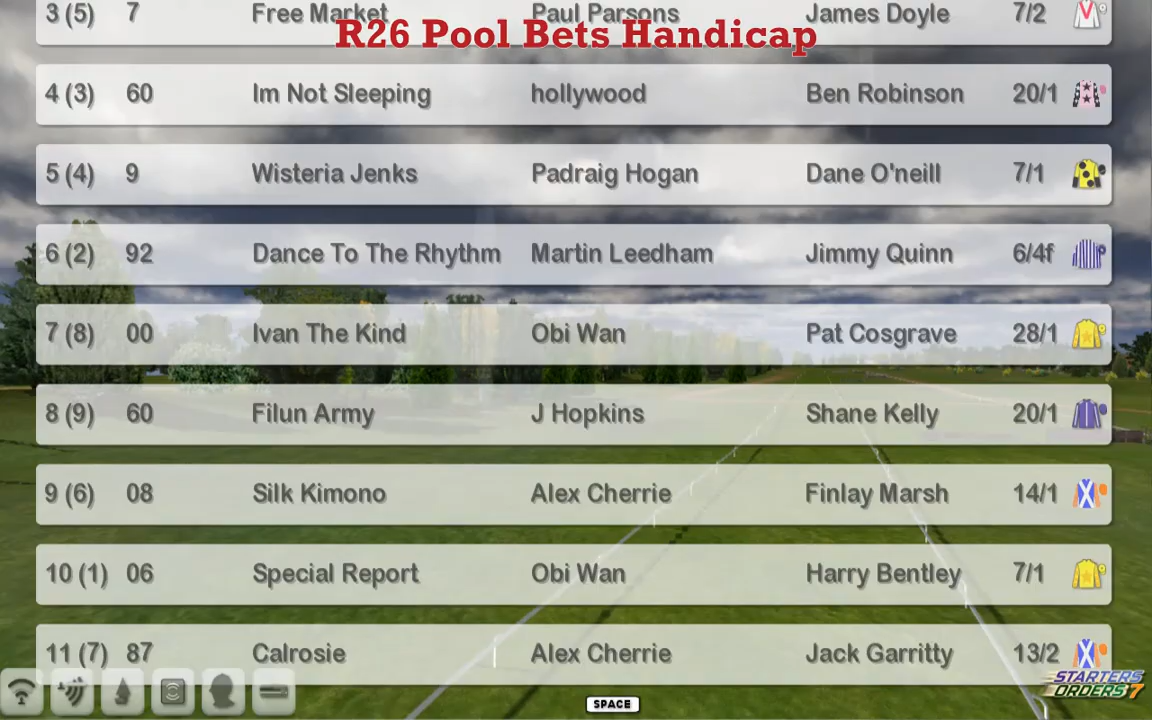 3 (5) 7 Free Market Paul Parsons James Doyle 7/2
R26 Pool Bets Handicap
4 (3) 60 Im Not Sleeping hollywood Ben Robinson 20/1
5 (4) 9 Wisteria Jenks Padraig Hogan Dane O'neill 7/1
6 (2) 92 Dance To The Rhythm Martin Leedham Jimmy Quinn 6/4f
7 (8) 00 Ivan The Kind Obi Wan Pat Cosgrave 28/1
8 (9) 60 Filun Army J Hopkins Shane Kelly 20/1
9 (6) 08 Silk Kimono Alex Cherrie Finlay Marsh 14/1
10 (1) 06 Special Report Obi Wan Harry Bentley 7/1
11 (7) 87 Calrosie Alex Cherrie Jack Garritty 13/2
STARTERS
ORDERS 7
SPACE